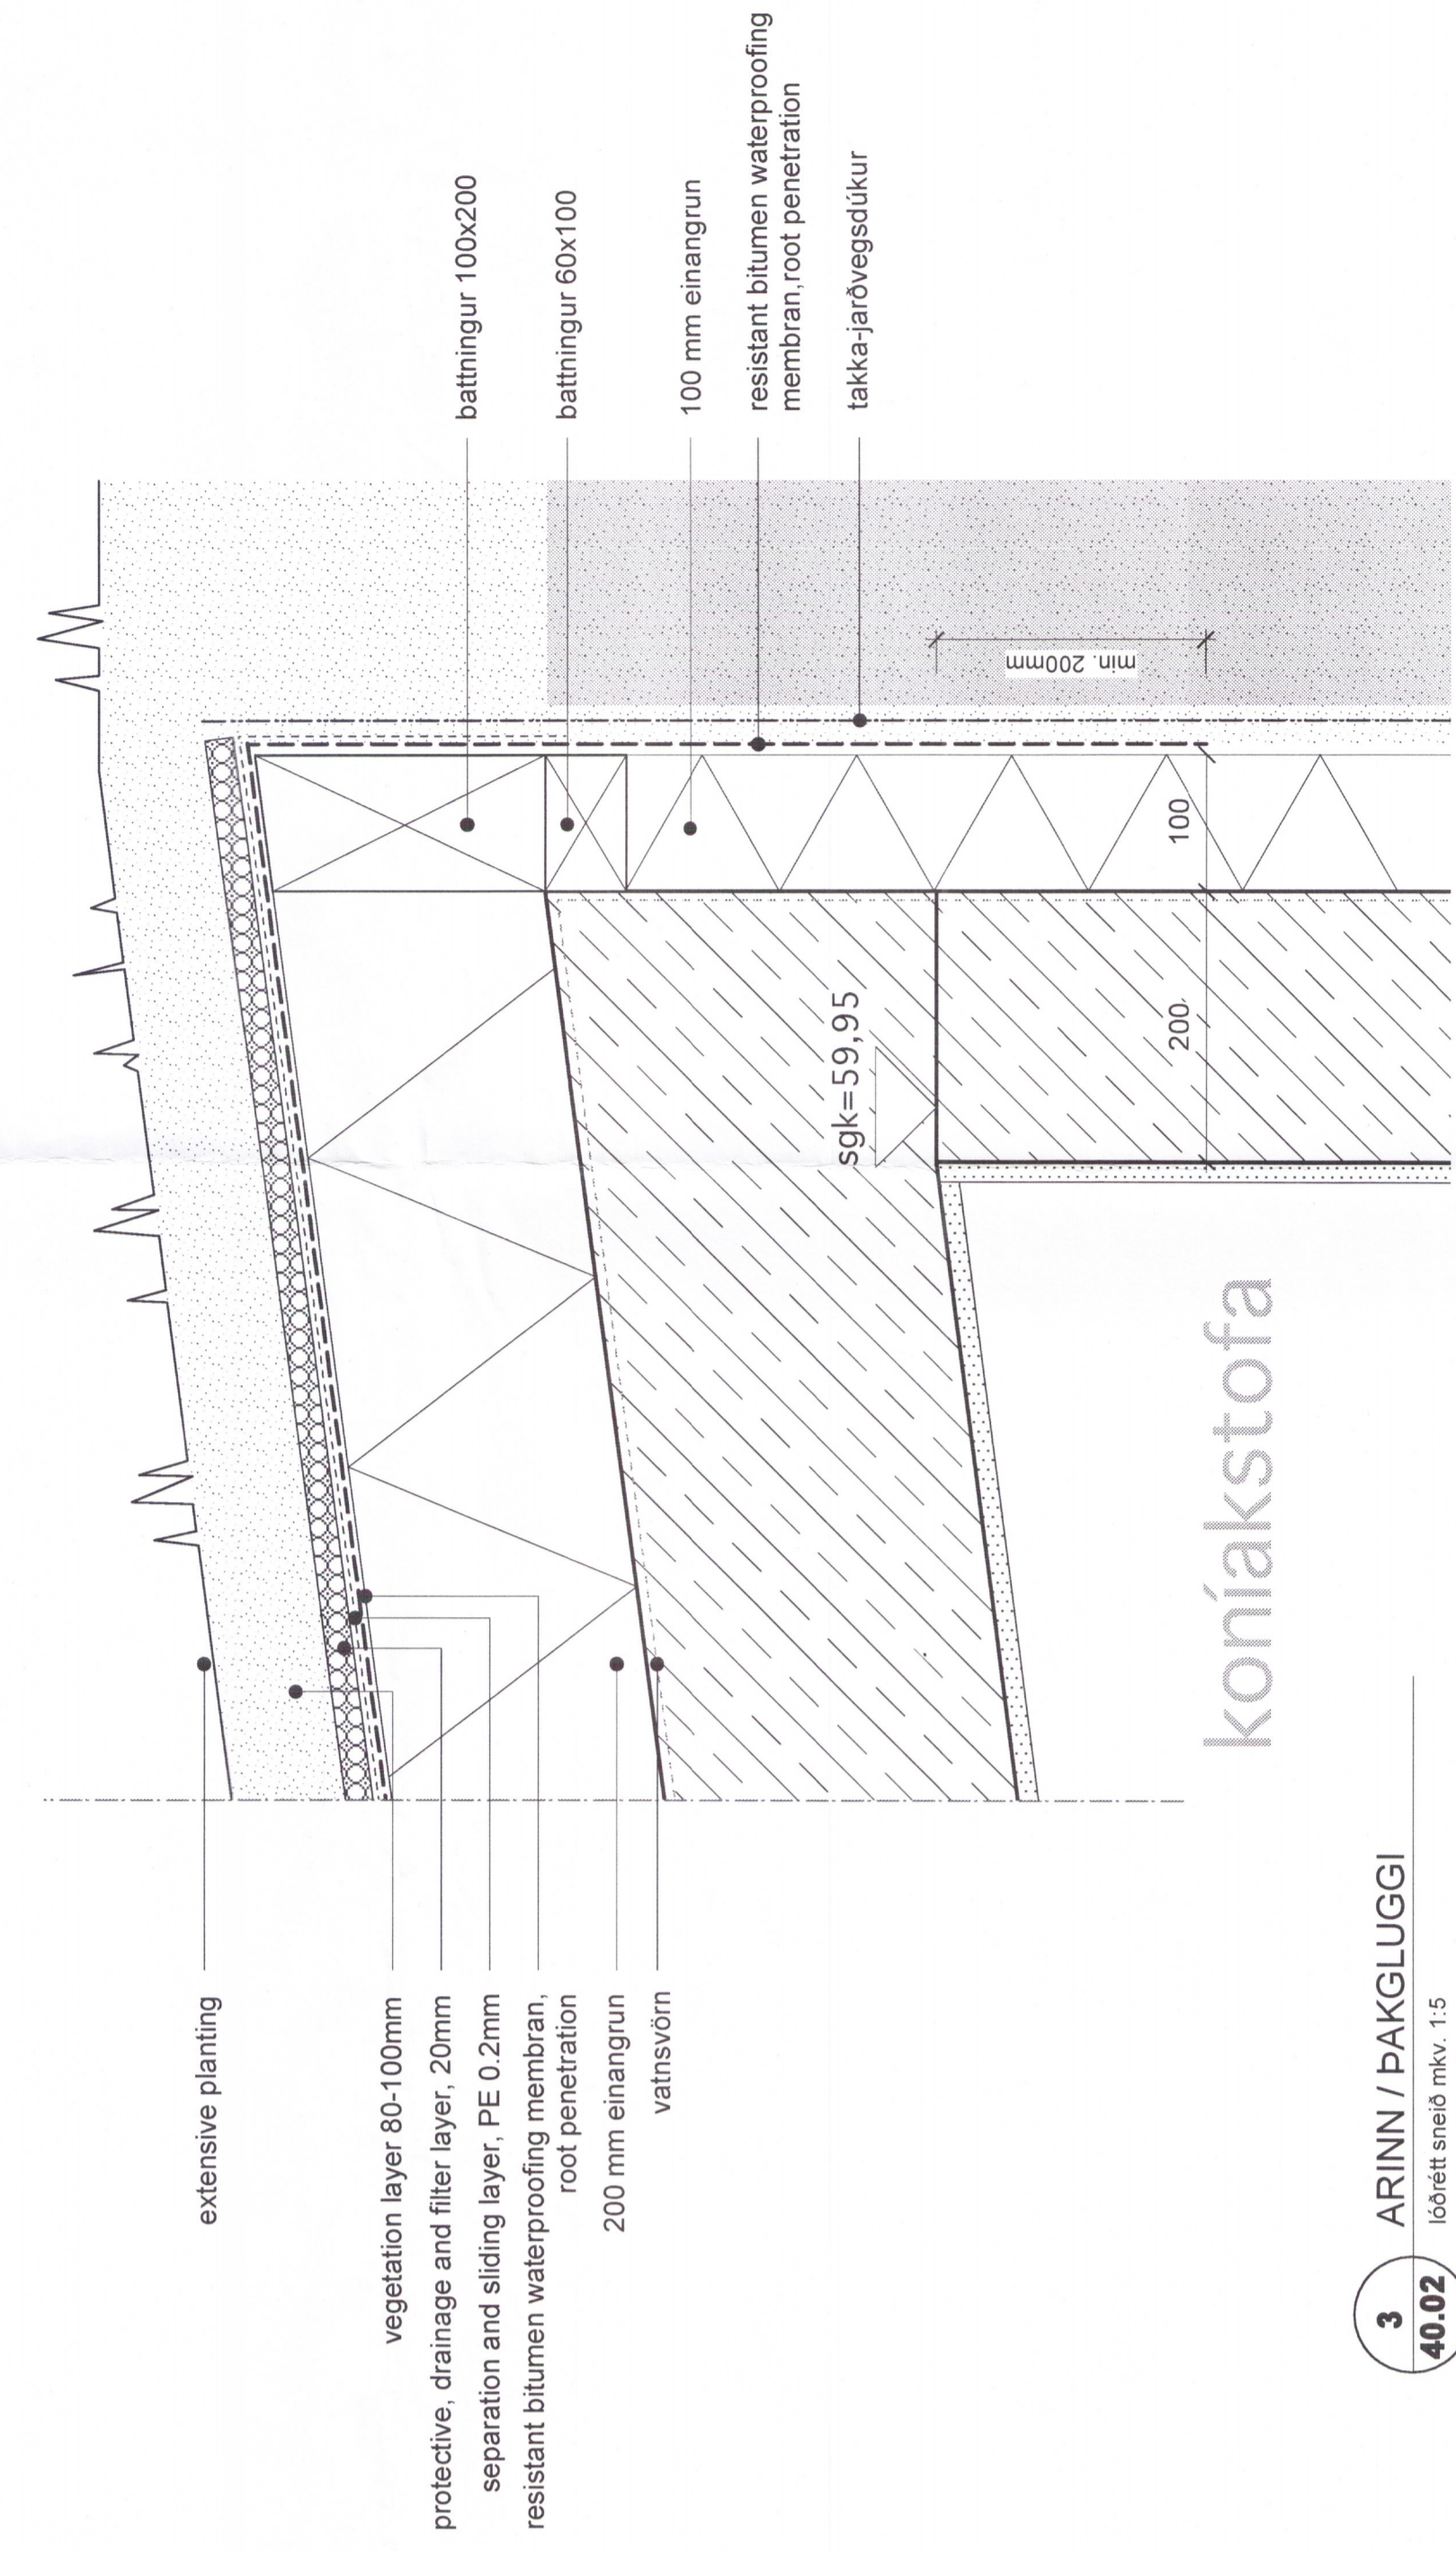 extensive planting
vegetation layer 80-100mm
protective, drainage and filter layer, 20mm
separation and sliding layer, PE 0.2mm
resistant bitumen waterproofing membran,
root penetration
200 mm einangrun
vatnsvörn
battningur 100x200
battningur 60x100
100 mm einangrun
resistant bitumen waterproofing
membran,root penetration
takka-jarðvegsdúkur
min. 200mm
sgk=59,95
200
100
koníakstofa
3
40.02
ARINN / ÞAKGLUGGI
lóðrétt sneið mkv. 1:5